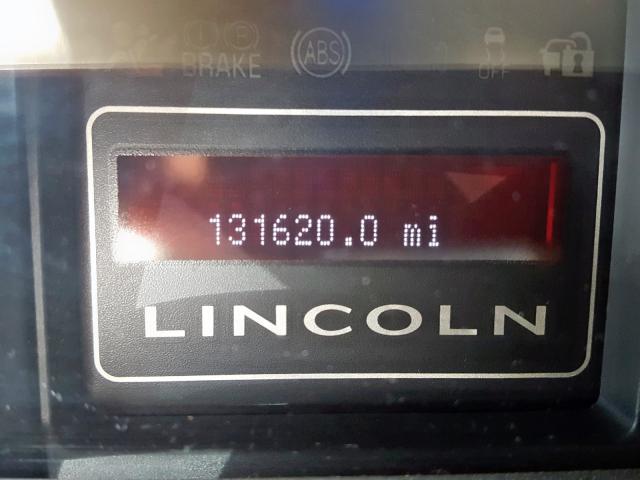 BRAKE ABS OFF
131620.0 mi
LINCOLN